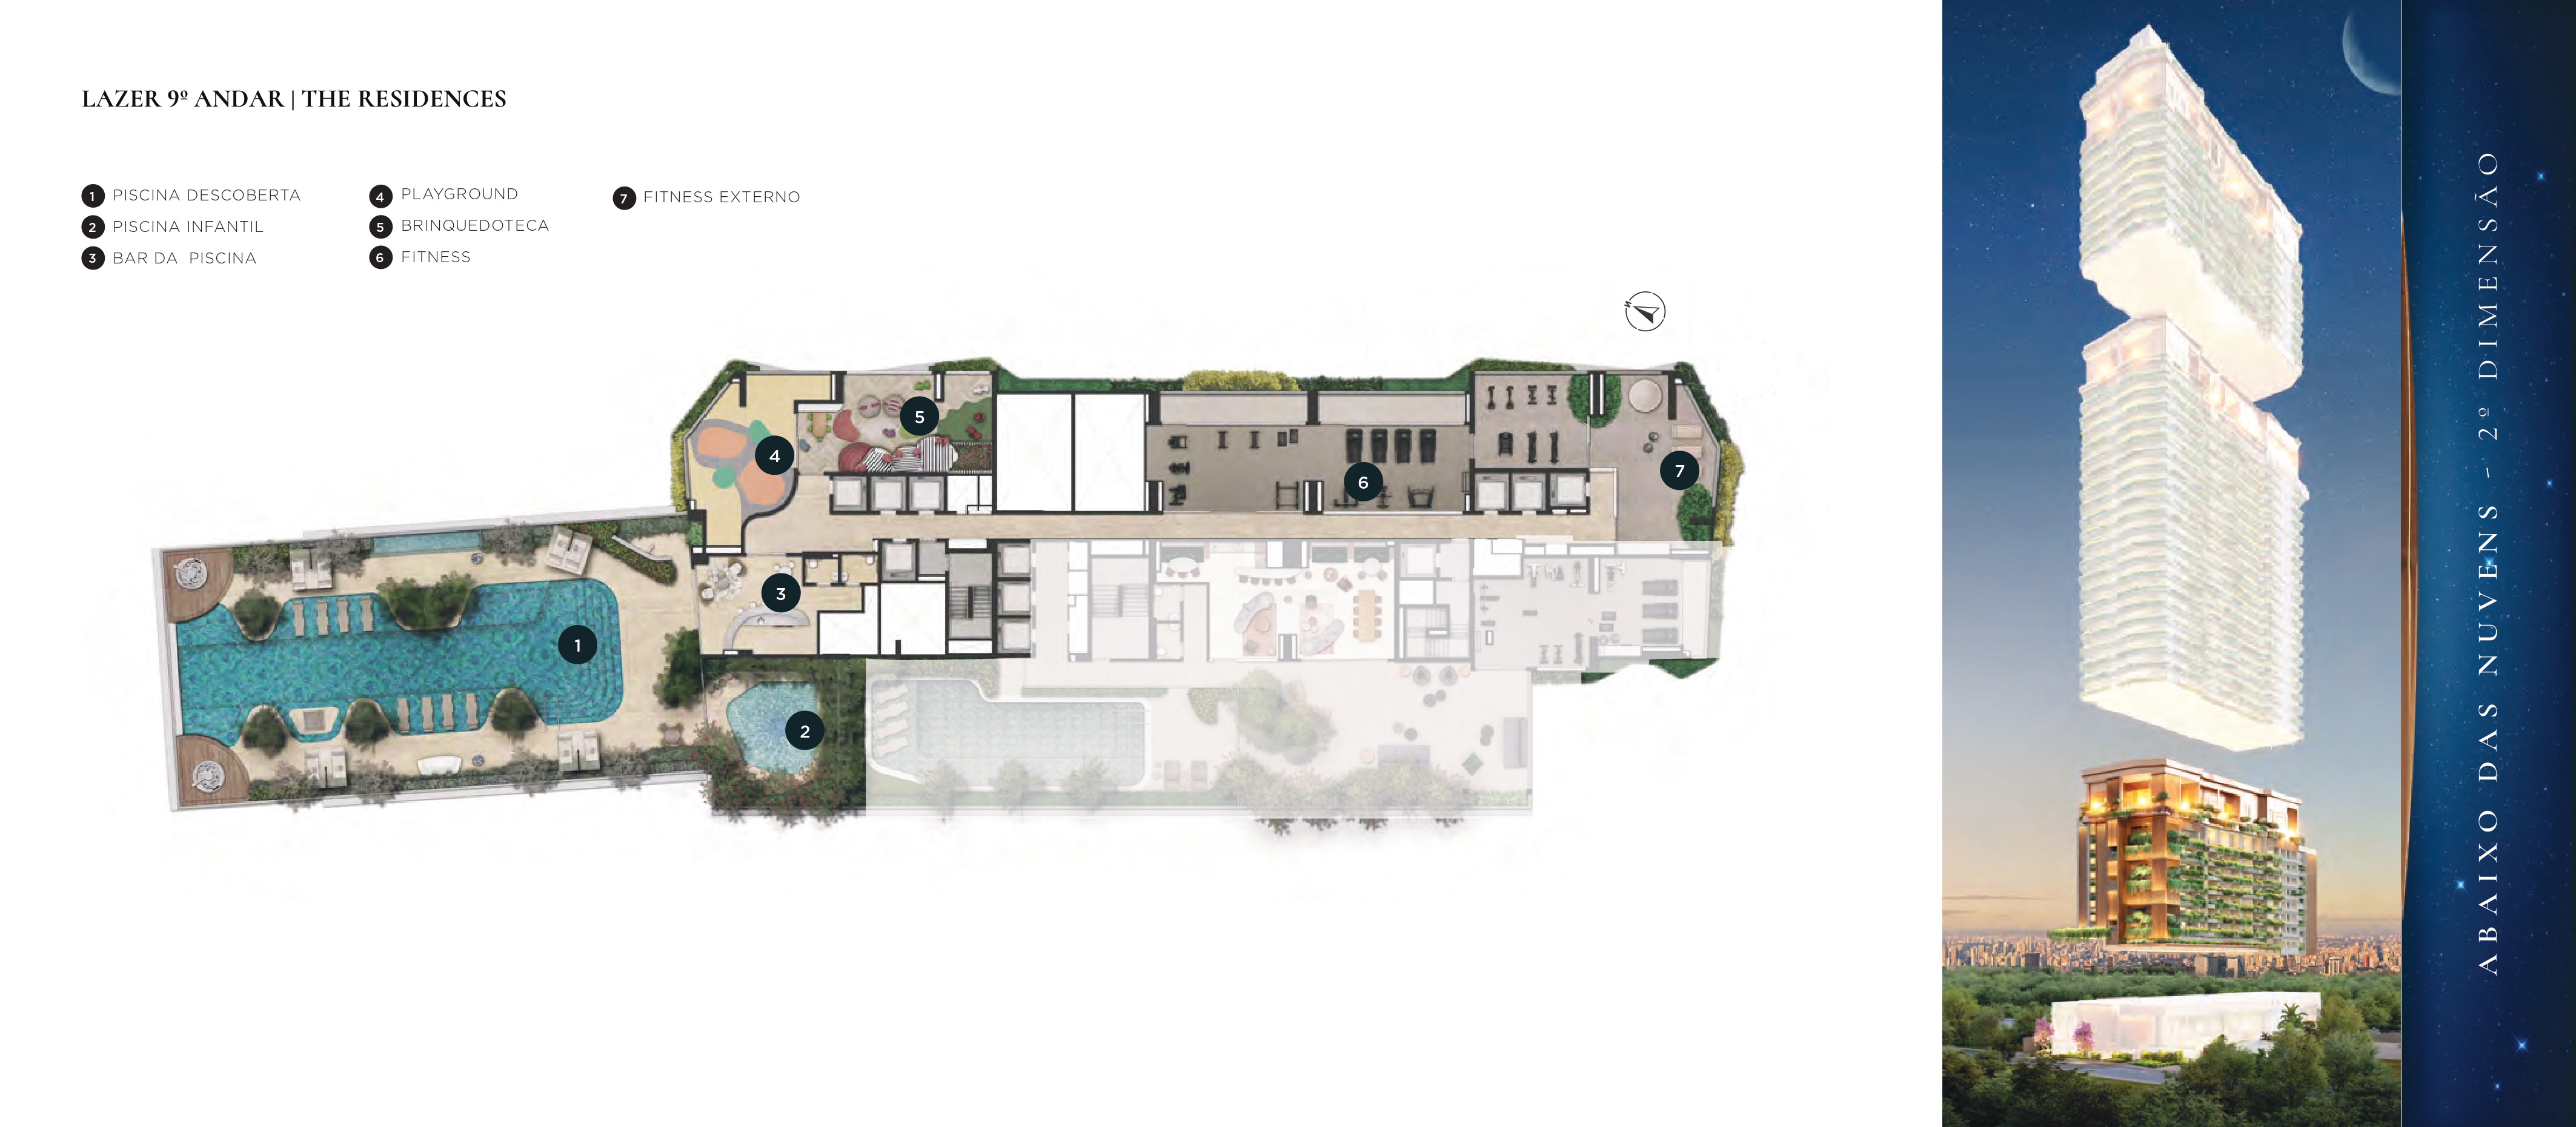 LAZER 9º ANDAR | THE RESIDENCES
1 PISCINA DESCOBERTA
2 PISCINA INFANTIL
3 BAR DA PISCINA
4 PLAYGROUND
5 BRINQUEDOTECA
6 FITNESS
7 FITNESS EXTERNO
N
5
4
6
7
3
1
2
ABAIXO DAS NUVENS - 2º DIMENSÃO